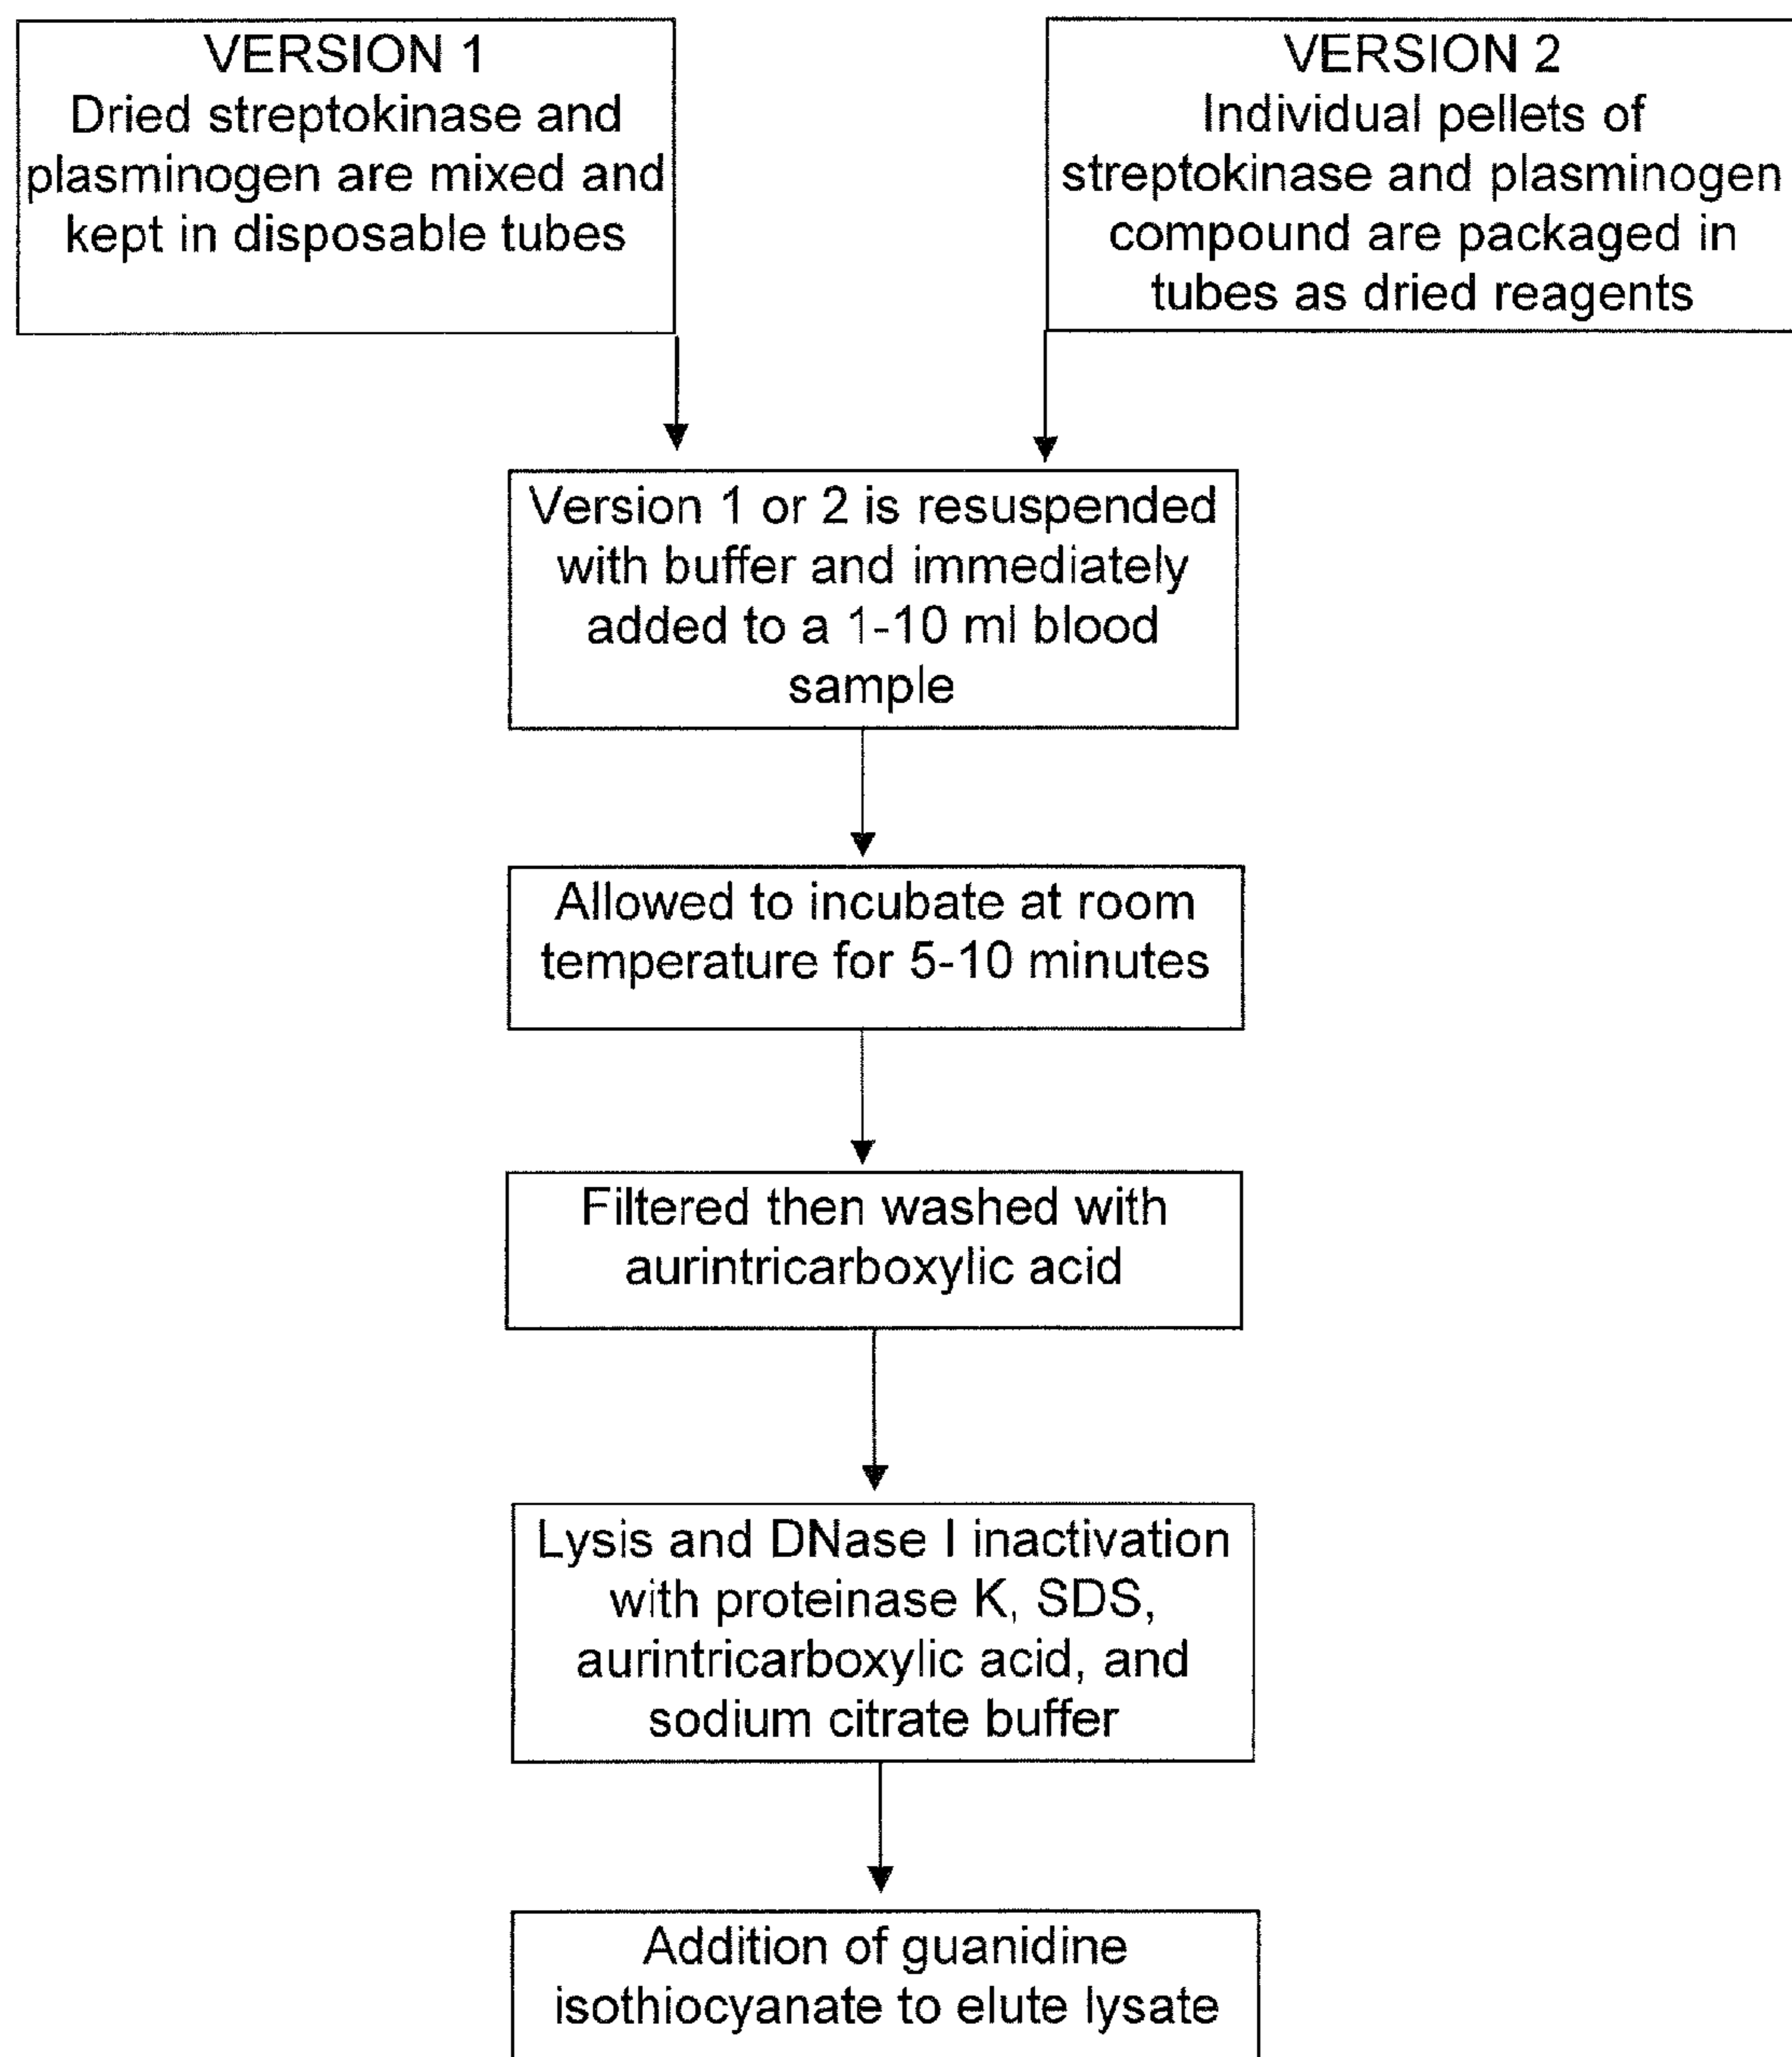 VERSION 1
Dried streptokinase and
plasminogen are mixed and
kept in disposable tubes
VERSION 2
Individual pellets of
streptokinase and plasminogen
compound are packaged in
tubes as dried reagents
Version 1 or 2 is resuspended
with buffer and immediately
added to a 1-10 ml blood
sample
Allowed to incubate at room
temperature for 5-10 minutes
Filtered then washed with
aurintricarboxylic acid
Lysis and DNase I inactivation
with proteinase K, SDS,
aurintricarboxylic acid, and
sodium citrate buffer
Addition of guanidine
isothiocyanate to elute lysate